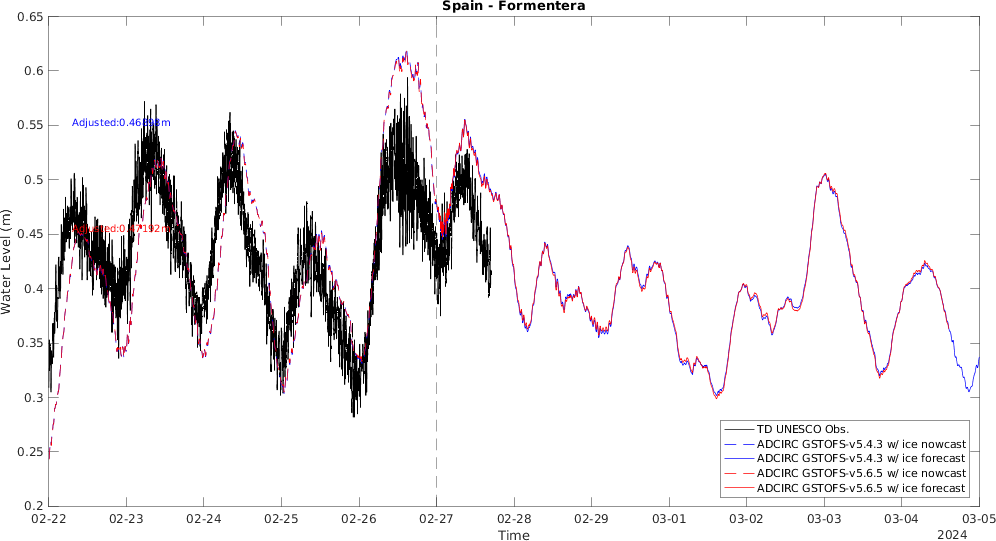 Spain - Formentera
0.65
0.6
0.55
0.5
0.45
0.4
0.35
0.3
0.25
0.2
Water Level (m)
Adjusted:
Adjusted:
02-22
02-23
02-24
02-25
02-26
02-27
02-28
02-29
03-01
03-02
03-03
03-04
03-05
Time
2024
TD UNESCO Obs.
ADCIRC GSTOFS-v5.4.3 w/ ice nowcast
ADCIRC GSTOFS-v5.4.3 w/ ice forecast
ADCIRC GSTOFS-v5.6.5 w/ ice nowcast
ADCIRC GSTOFS-v5.6.5 w/ ice forecast